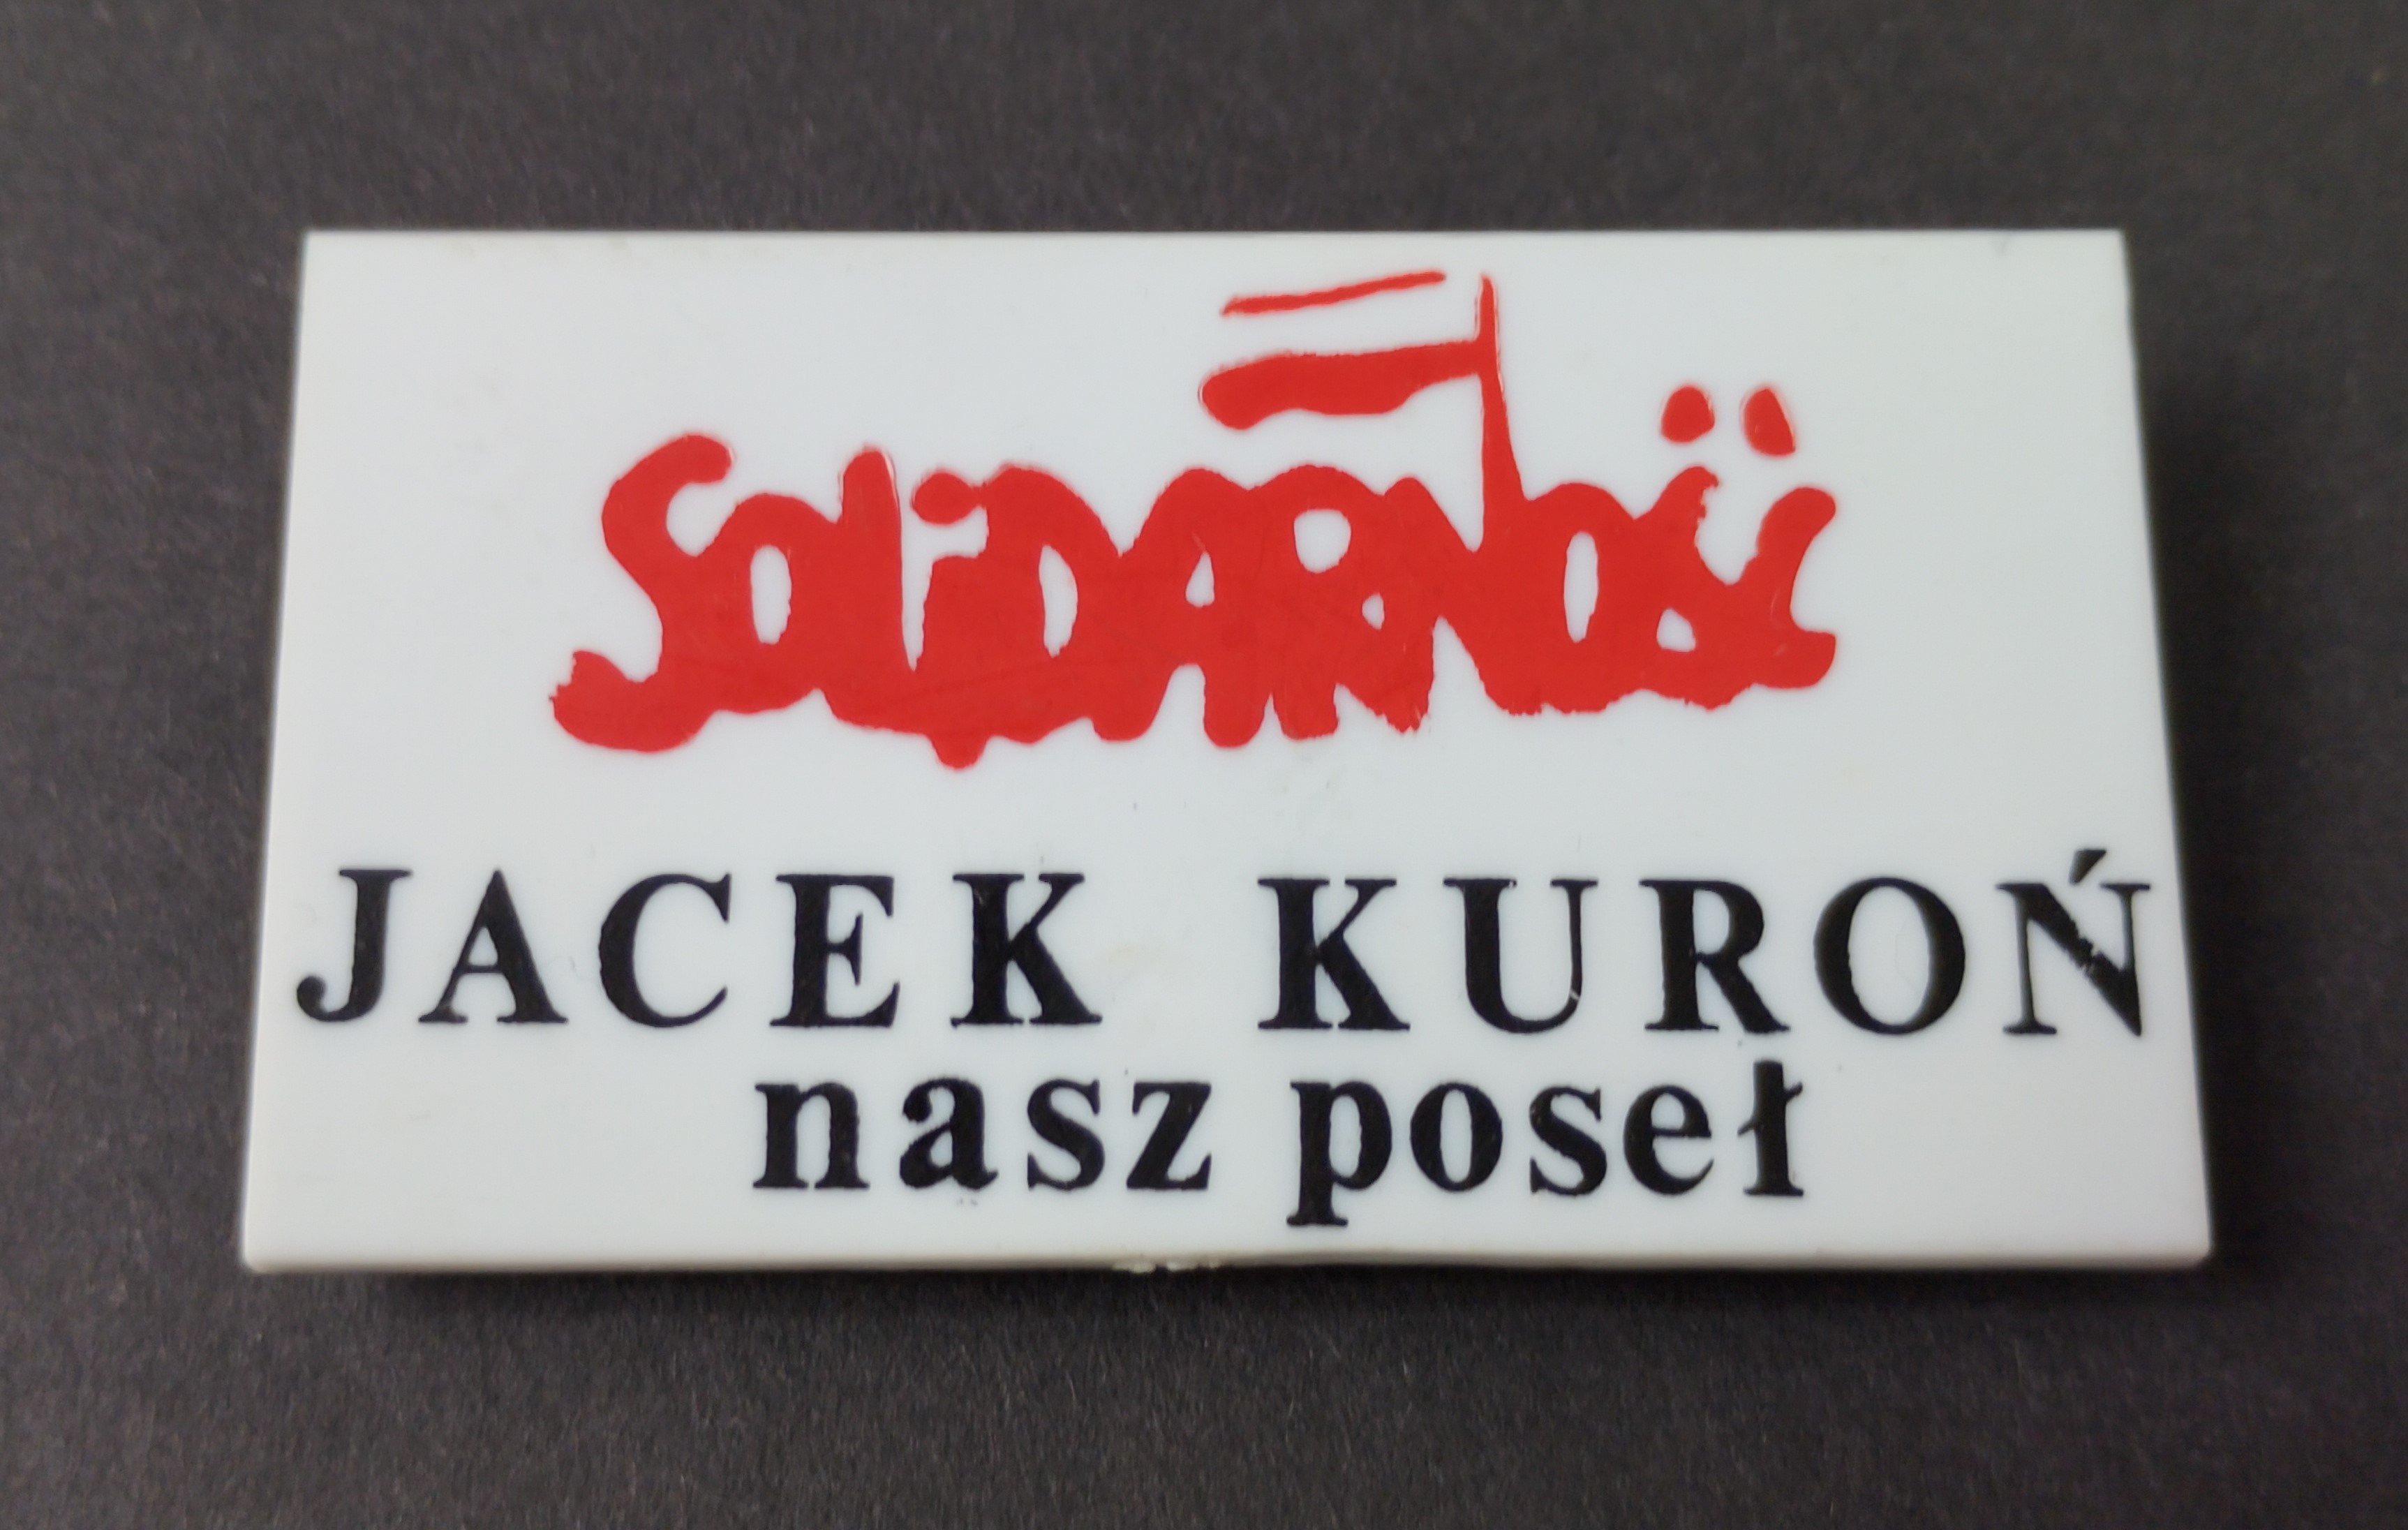 SOLiDARNOŚĆ
JACEK KUROŃ
nasz poseł